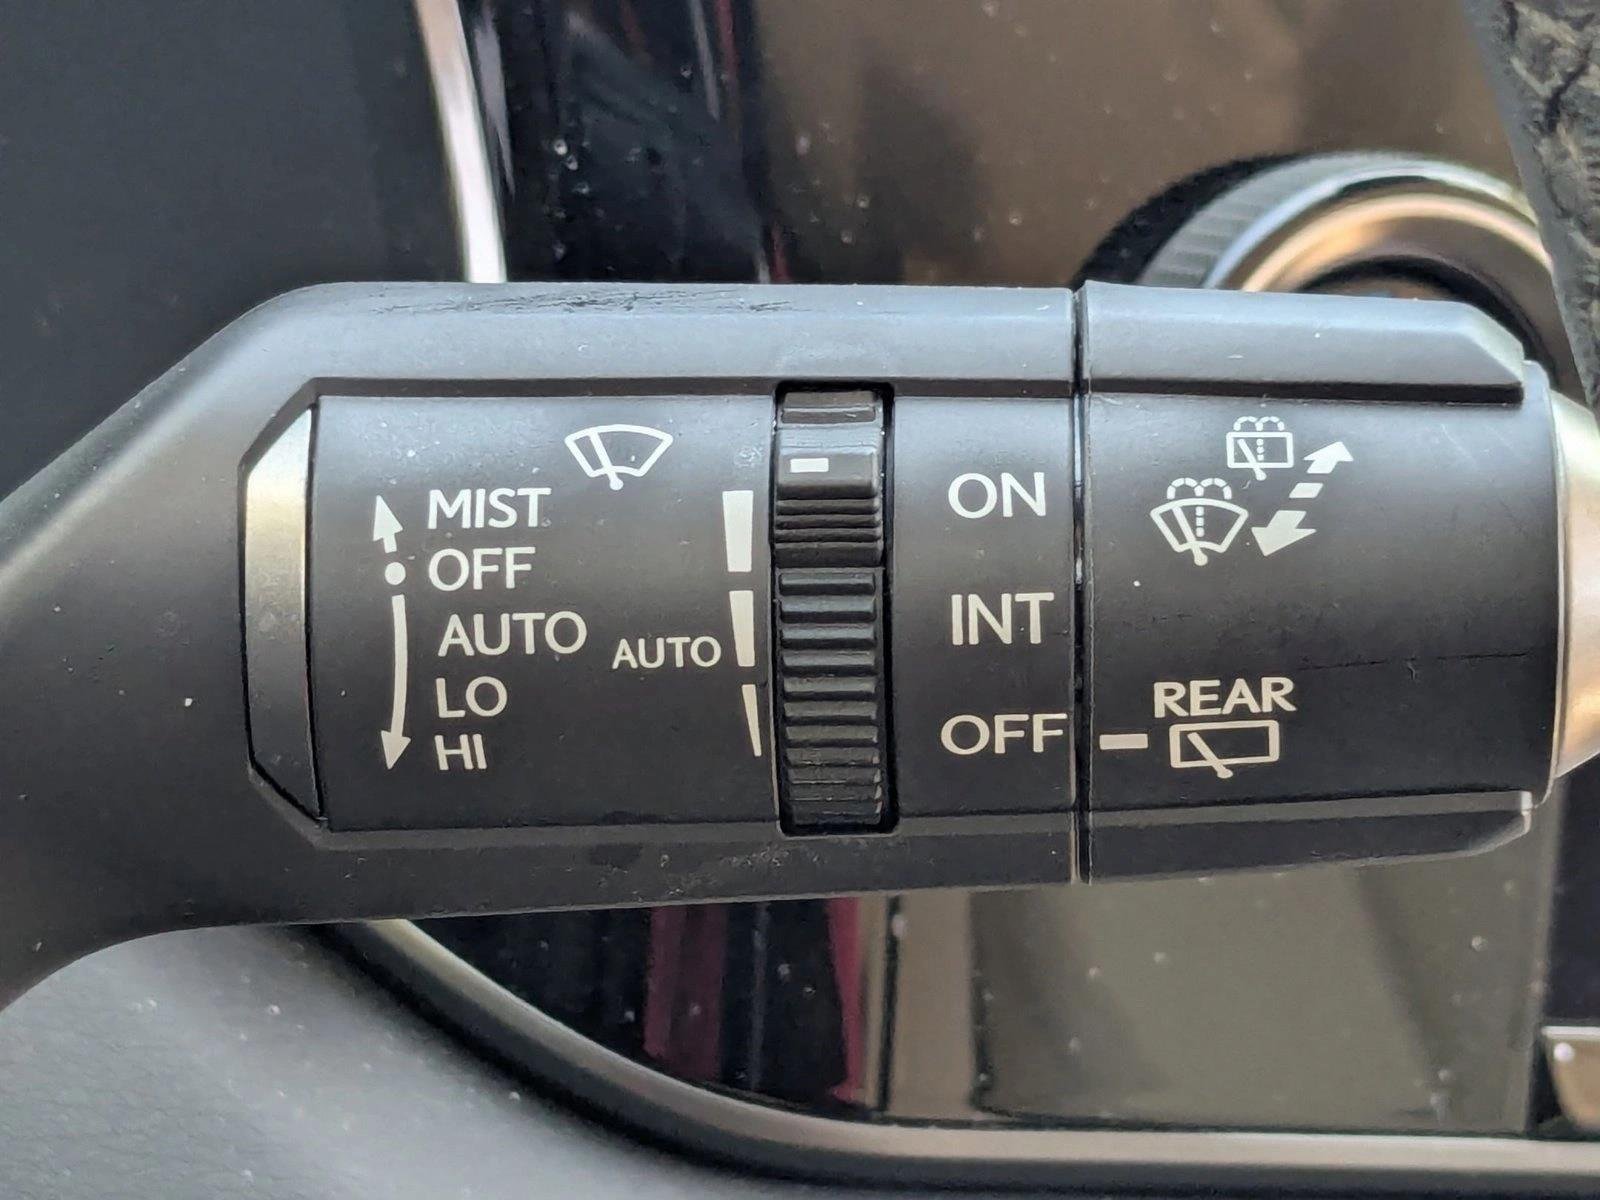 MIST
OFF
AUTO
LO
HI
AUTO
ON
INT
OFF
REAR